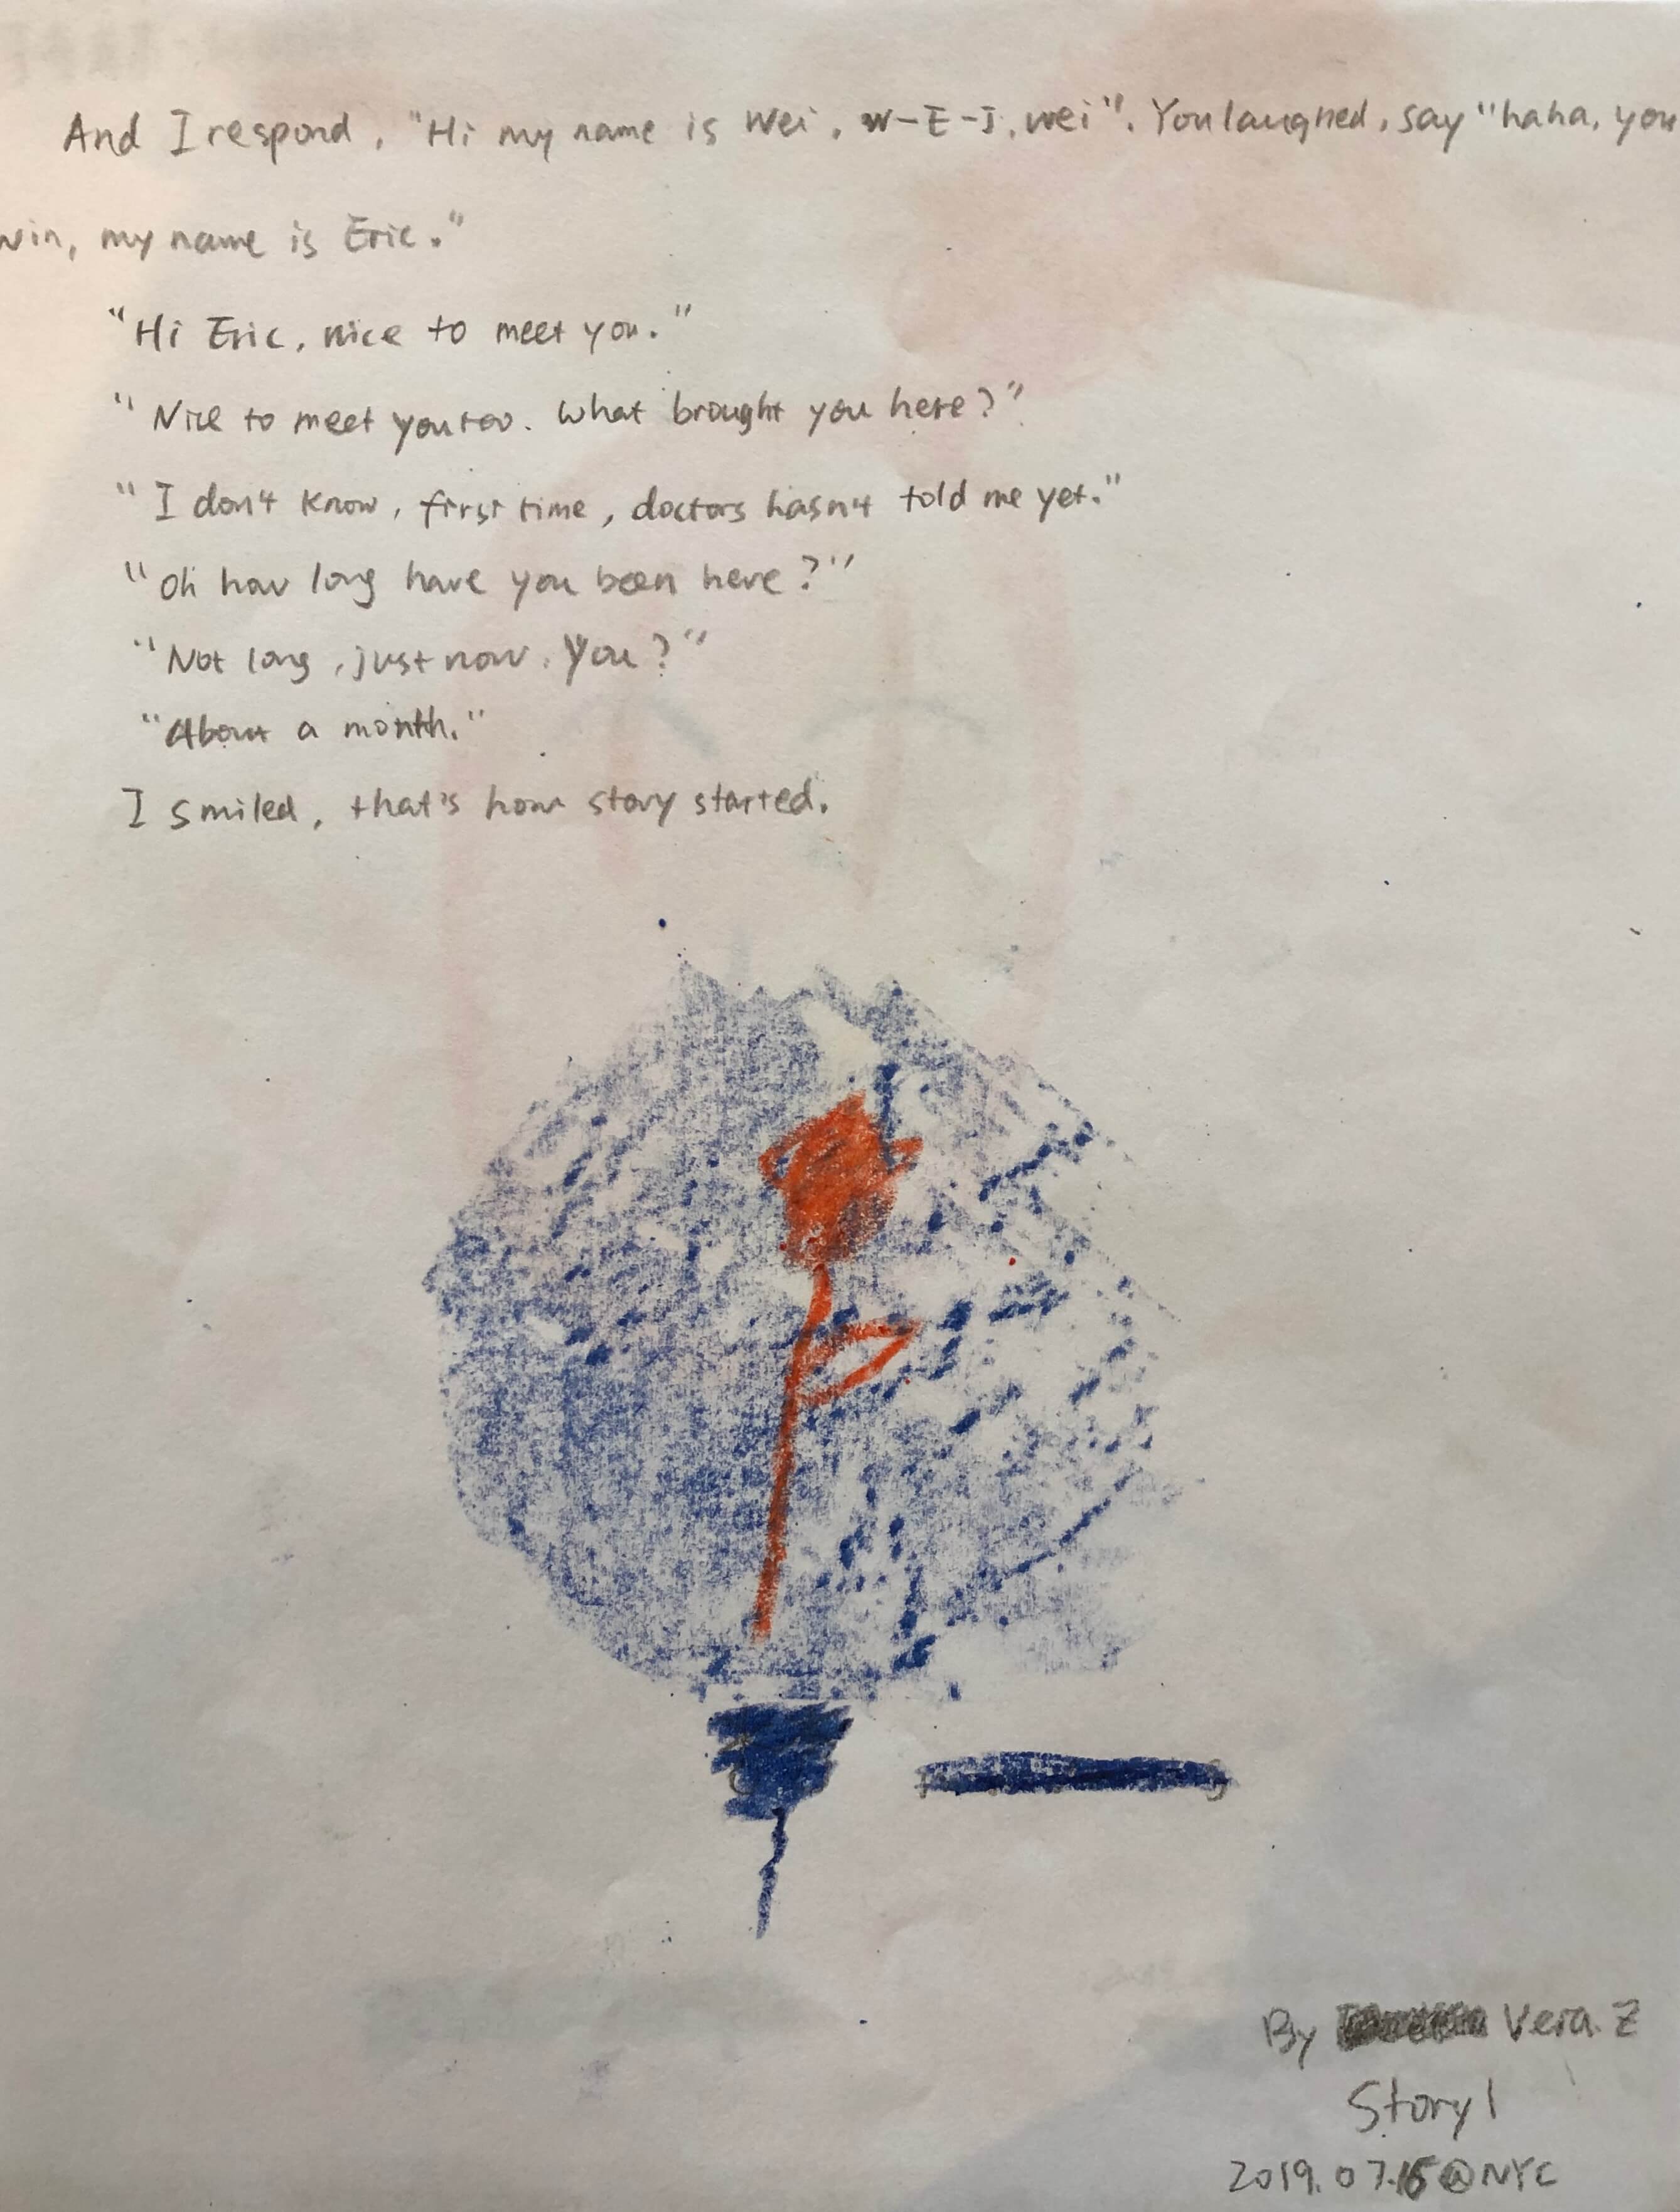 And I respond, "Hi my name is Wei, W-E-I, wei". You laughed, say "haha, you
win, my name is Eric."
"Hi Eric, nice to meet you."
"Nice to meet you too. What brought you here?"
"I don't know, first time, doctors hasn't told me yet."
"Oh how long have you been here?"
"Not long, just now. You?"
"About a month."
I smiled, that's how story started.
By Vera. Z
Story 1
2019.07.15@NYC